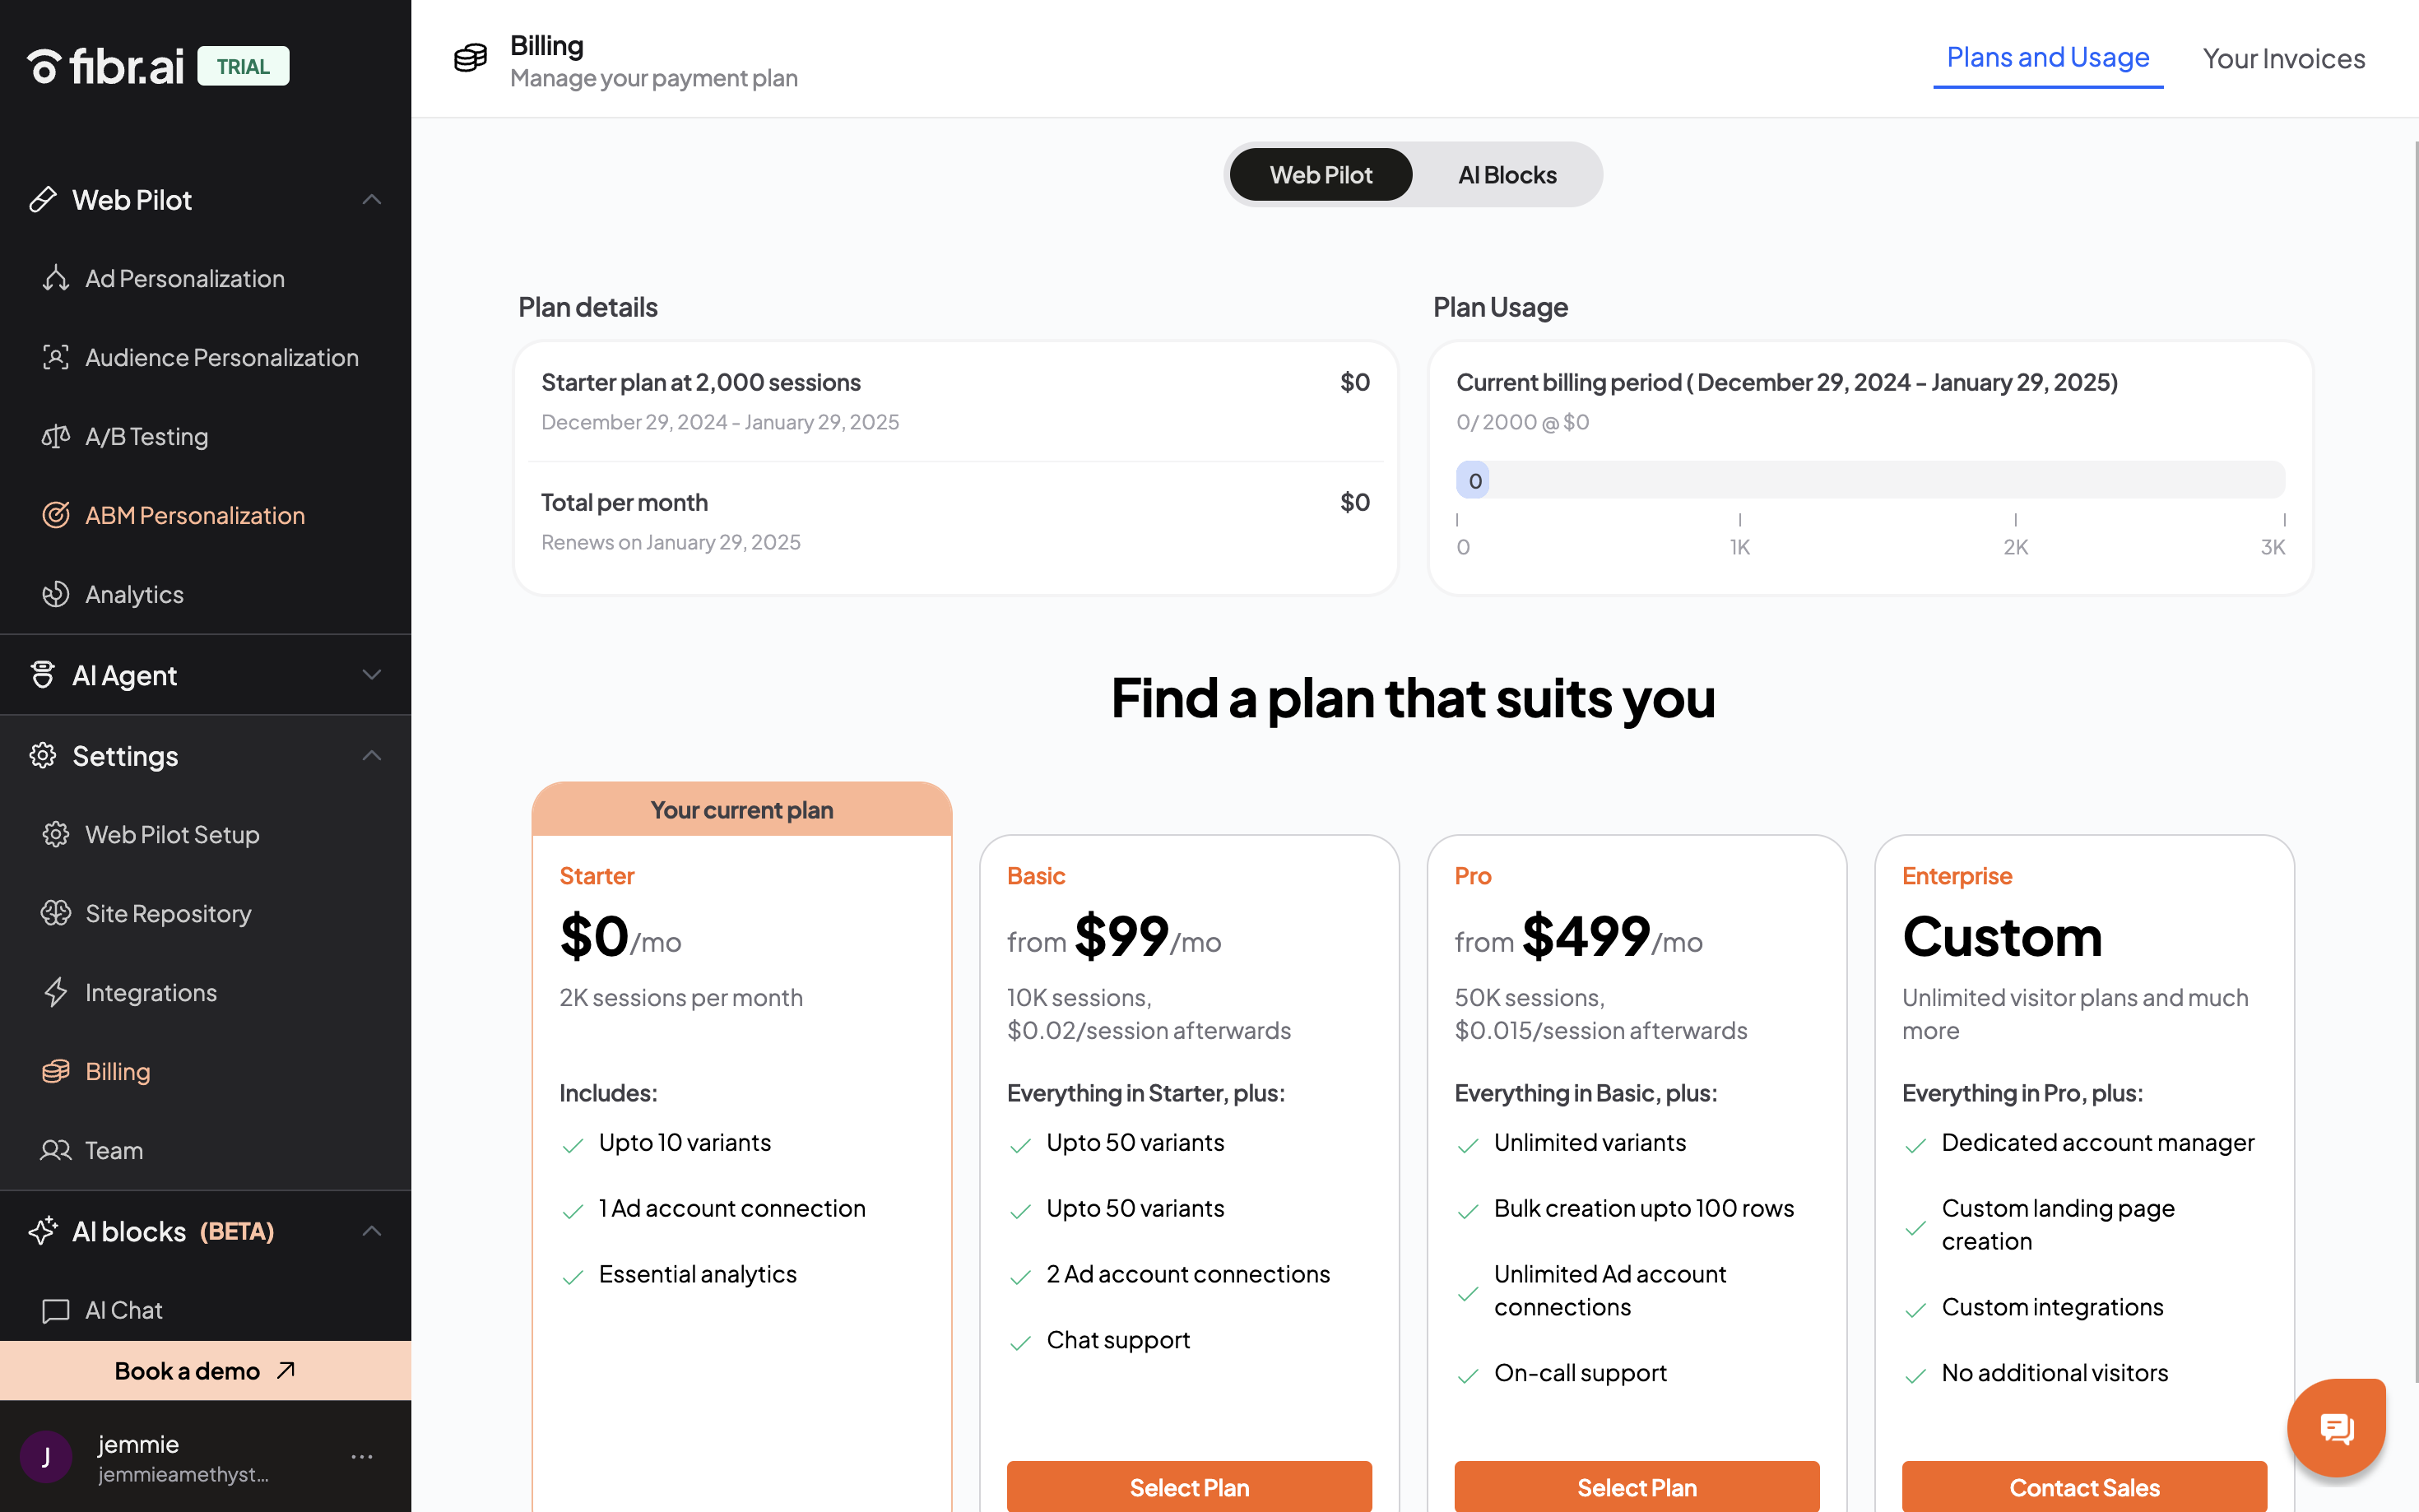 fibr.ai TRIAL
Web Pilot
Ad Personalization
Audience Personalization
A/B Testing
ABM Personalization
Analytics
AI Agent
Settings
Web Pilot Setup
Site Repository
Integrations
Billing
Team
AI blocks (BETA)
AI Chat
Book a demo
J
jemmie
jemmieamethyst...
Billing
Manage your payment plan
Plans and Usage
Your Invoices
Web Pilot
AI Blocks
Plan details
Starter plan at 2,000 sessions $0
December 29, 2024 - January 29, 2025
Total per month $0
Renews on January 29, 2025
Plan Usage
Current billing period ( December 29, 2024 - January 29, 2025)
0/ 2000 @ $0
0
0 1K 2K 3K
Find a plan that suits you
Your current plan
Starter
$0/mo
2K sessions per month
Includes:
Upto 10 variants
1 Ad account connection
Essential analytics
Basic
from $99/mo
10K sessions,
$0.02/session afterwards
Everything in Starter, plus:
Upto 50 variants
Upto 50 variants
2 Ad account connections
Chat support
Select Plan
Pro
from $499/mo
50K sessions,
$0.015/session afterwards
Everything in Basic, plus:
Unlimited variants
Bulk creation upto 100 rows
Unlimited Ad account
connections
On-call support
Select Plan
Enterprise
Custom
Unlimited visitor plans and much
more
Everything in Pro, plus:
Dedicated account manager
Custom landing page
creation
Custom integrations
No additional visitors
Contact Sales